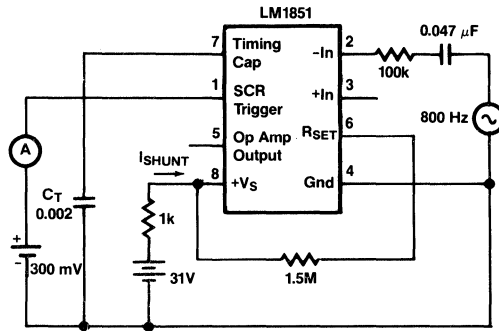 LM1851
7
Timing
Cap
2
–In
100k
0.047 μF
1
SCR
Trigger
+In
3
800 Hz
A
5
Op Amp
Output
6
RSET
ISHUNT
8
+VS
Gnd
4
CT
0.002
1k
+
-
300 mV
31V
1.5M